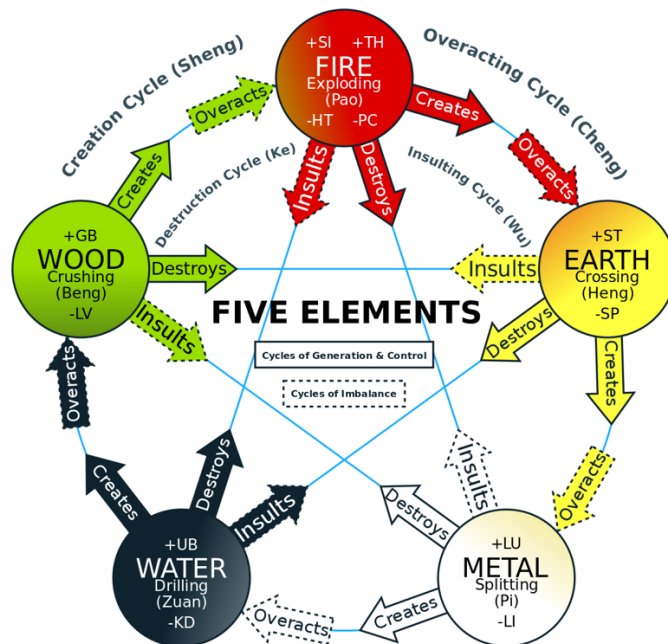 +SI +TH
FIRE
Exploding
(Pao)
-HT -PC
Creation Cycle (Sheng)
Overacting Cycle (Cheng)
Destruction Cycle (Ke)
Insulting Cycle (Wu)
Creates
Overacts
Insults
Destroys
Creates
Overacts
+GB
WOOD
Crushing
(Beng)
-LV
Destroys
Insults
+ST
EARTH
Crossing
(Heng)
-SP
Insults
Destroys
Creates
Overacts
FIVE ELEMENTS
Cycles of Generation & Control
Cycles of Imbalance
Overacts
Creates
Destroys
Insults
+UB
WATER
Drilling
(Zuan)
-KD
Insults
Destroys
Creates
Overacts
+LU
METAL
Splitting
(Pi)
-LI